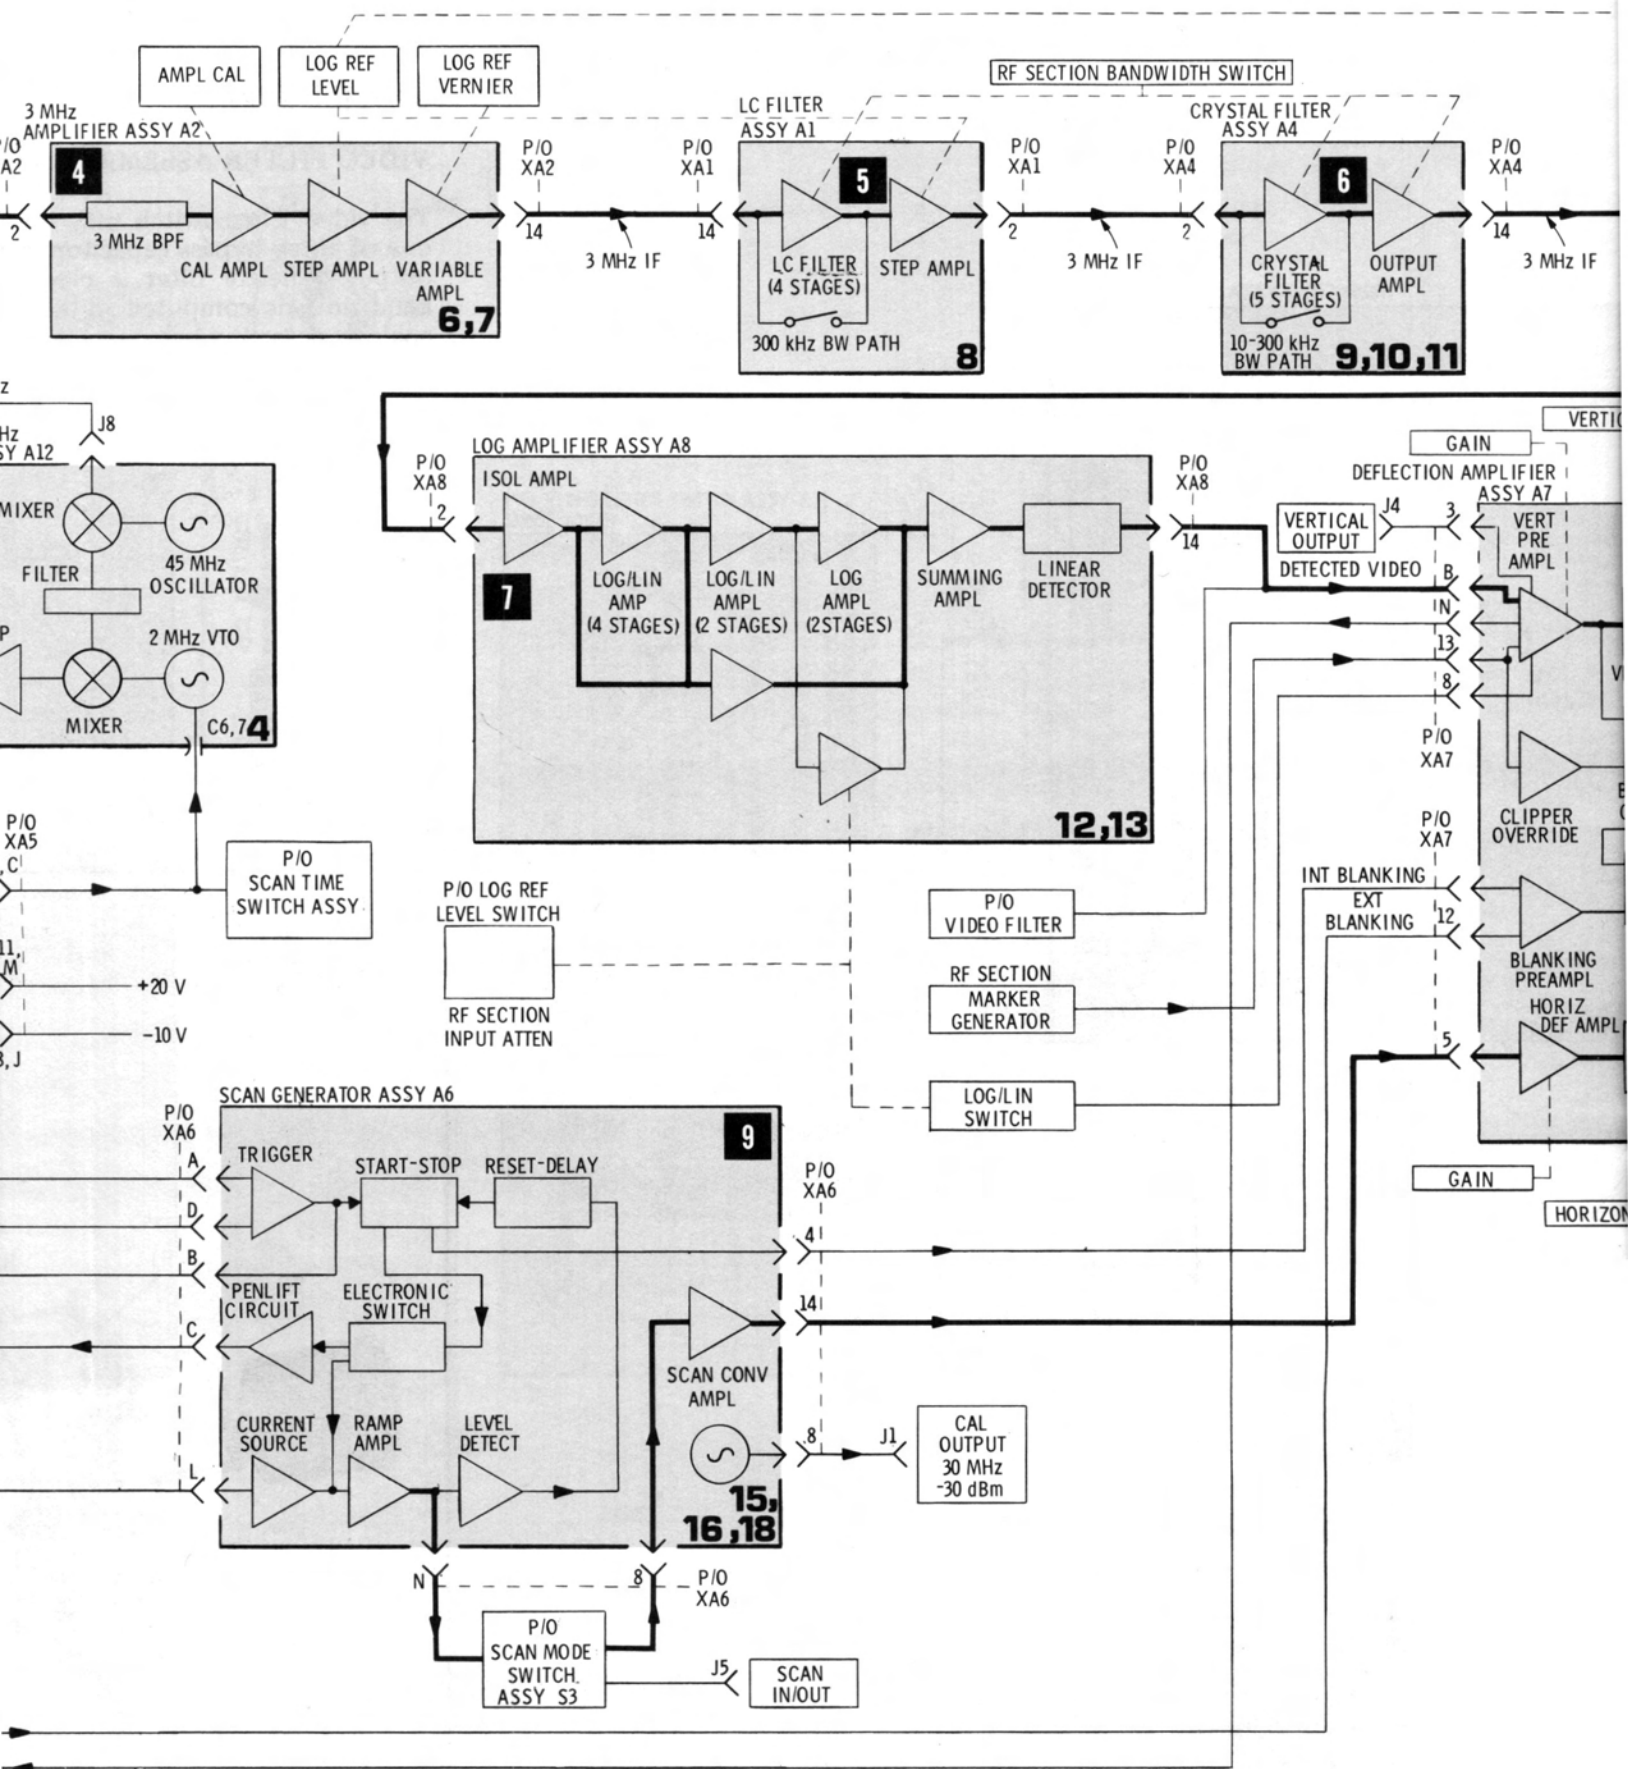 AMPL CAL
LOG REF
LEVEL
LOG REF
VERNIER
RF SECTION BANDWIDTH SWITCH
3 MHz
AMPLIFIER ASSY A2
LC FILTER
ASSY A1
CRYSTAL FILTER
ASSY A4
P/O
XA2
P/O
XA1
P/O
XA1
P/O
XA4
P/O
XA4
4
5
6
2
3 MHz BPF
CAL AMPL
STEP AMPL
VARIABLE
AMPL
6,7
14
3 MHz IF
14
LC FILTER
(4 STAGES)
STEP AMPL
300 kHz BW PATH
8
2
3 MHz IF
2
CRYSTAL
FILTER
(5 STAGES)
OUTPUT
AMPL
10-300 kHz
BW PATH
9,10,11
14
3 MHz IF
J8
SY A12
MIXER
45 MHz
OSCILLATOR
FILTER
2 MHz VTO
MIXER
C6,7
4
LOG AMPLIFIER ASSY A8
P/O
XA8
2
ISOL AMPL
7
LOG/LIN
AMP
(4 STAGES)
LOG/LIN
AMPL
(2 STAGES)
LOG
AMPL
(2STAGES)
SUMMING
AMPL
LINEAR
DETECTOR
12,13
P/O
XA8
14
GAIN
DEFLECTION AMPLIFIER
ASSY A7
VERTICAL
OUTPUT
J4
3
VERT
PRE
AMPL
DETECTED VIDEO
B
N
13
8
P/O
XA7
CLIPPER
OVERRIDE
P/O
XA7
INT BLANKING
EXT
BLANKING
12
BLANKING
PREAMPL
HORIZ
DEF AMPL
5
GAIN
P/O
XA5
, C
P/O
SCAN TIME
SWITCH ASSY
+20 V
-10 V
P/O LOG REF
LEVEL SWITCH
RF SECTION
INPUT ATTEN
P/O
VIDEO FILTER
RF SECTION
MARKER
GENERATOR
LOG/LIN
SWITCH
SCAN GENERATOR ASSY A6
P/O
XA6
9
A
TRIGGER
START-STOP
RESET-DELAY
D
B
PENLIFT
CIRCUIT
ELECTRONIC
SWITCH
C
CURRENT
SOURCE
RAMP
AMPL
LEVEL
DETECT
L
SCAN CONV
AMPL
15,
16,18
P/O
XA6
4
14
8
J1
CAL
OUTPUT
30 MHz
-30 dBm
N
8
P/O
XA6
P/O
SCAN MODE
SWITCH
ASSY S3
J5
SCAN
IN/OUT